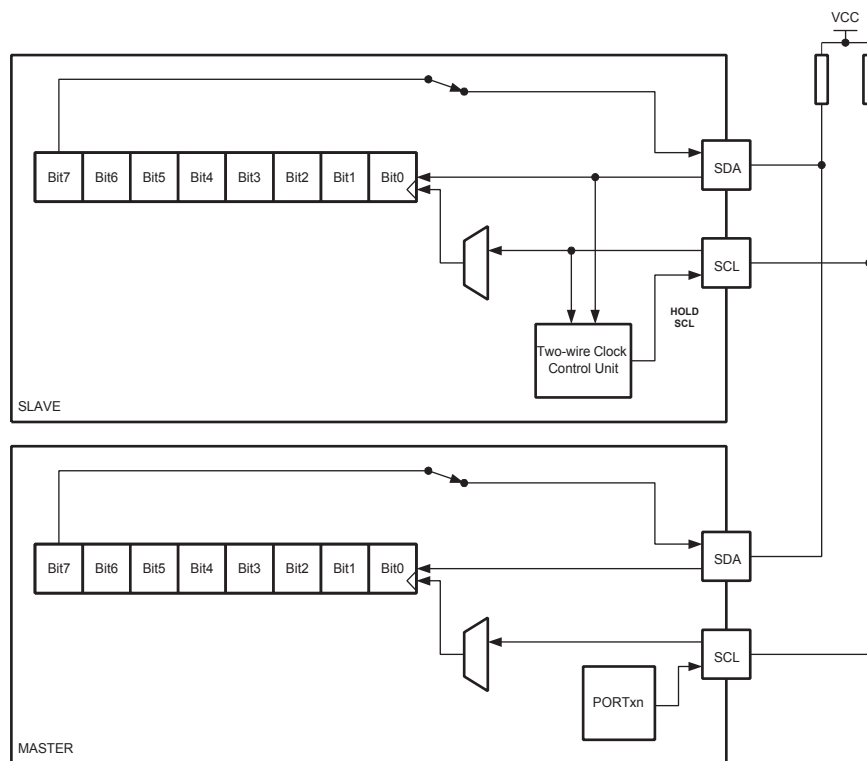 VCC
Bit7 Bit6 Bit5 Bit4 Bit3 Bit2 Bit1 Bit0
SDA
SCL
HOLD
SCL
Two-wire Clock
Control Unit
SLAVE
Bit7 Bit6 Bit5 Bit4 Bit3 Bit2 Bit1 Bit0
SDA
SCL
PORTxn
MASTER